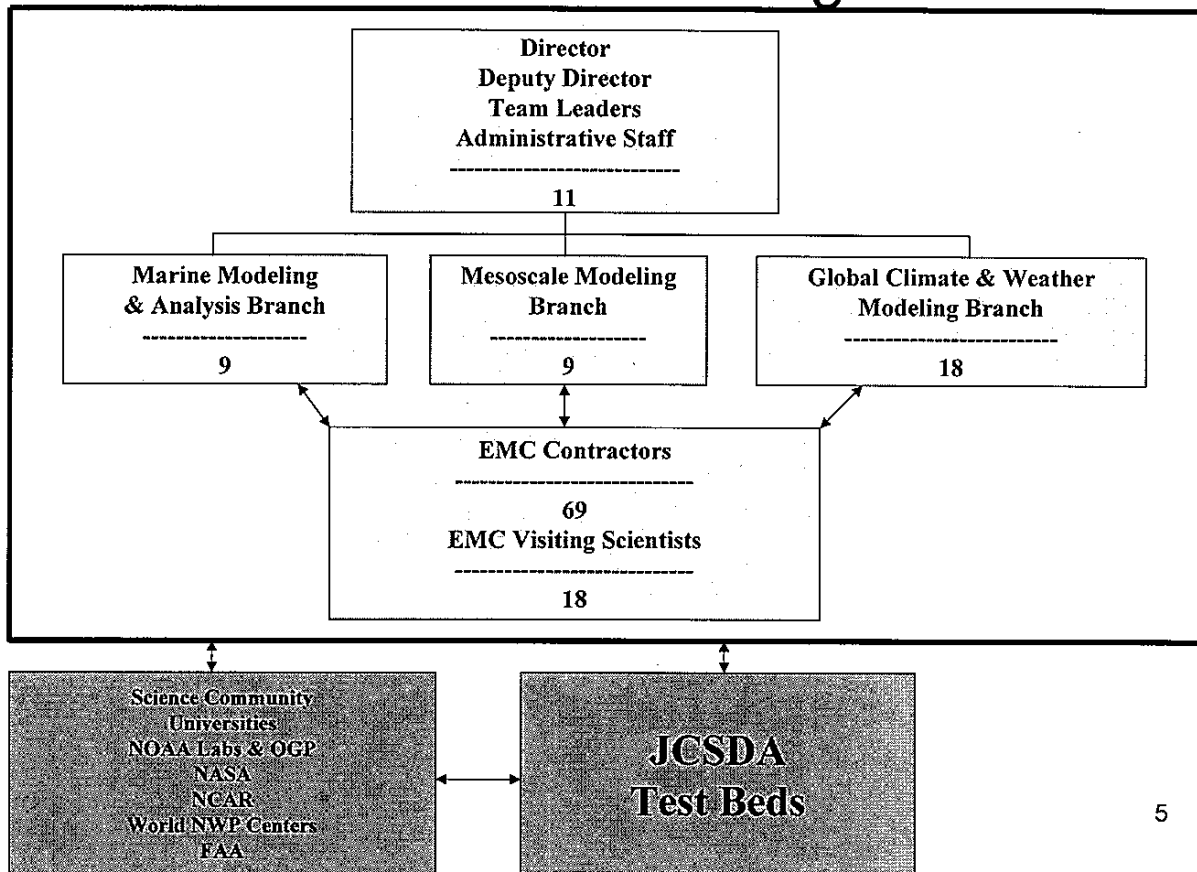 Director
Deputy Director
Team Leaders
Administrative Staff
----------------------------
11
Marine Modeling
& Analysis Branch
--------------------
9
Mesoscale Modeling
Branch
-------------------
9
Global Climate & Weather
Modeling Branch
--------------------------
18
EMC Contractors
-----------------------------
69
EMC Visiting Scientists
-----------------------------
18
Science Community
Universities
NOAA Labs & OGP
NASA
NCAR
World NWP Centers
FAA
JCSDA
Test Beds
5